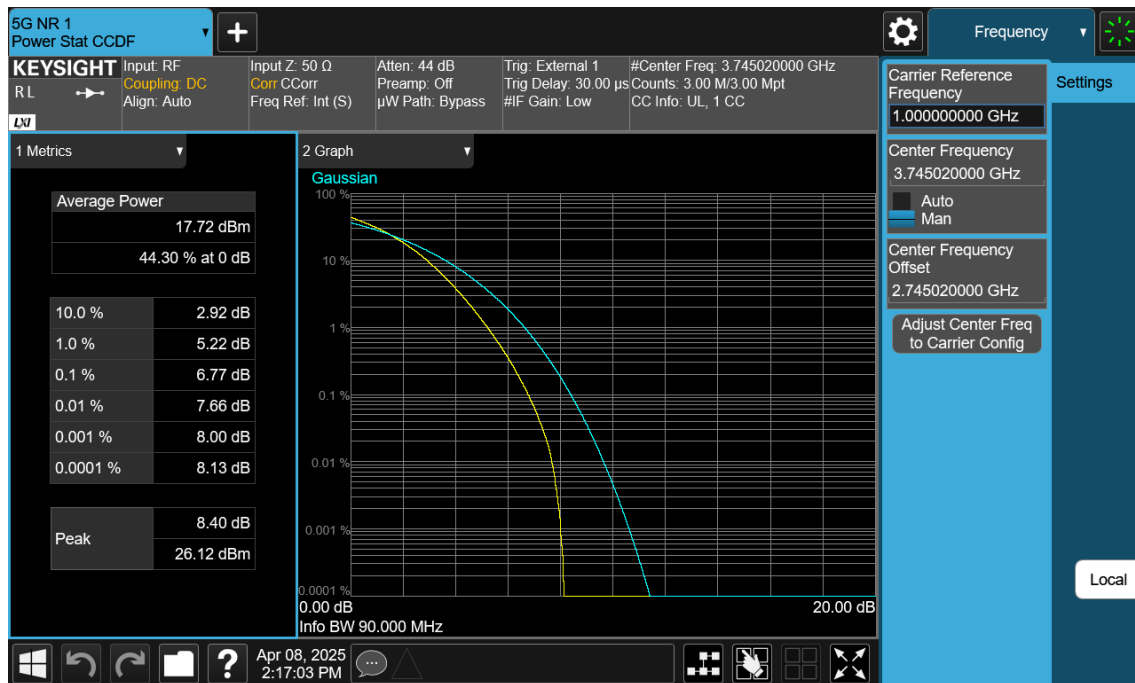 5G NR 1
Power Stat CCDF
Frequency
KEYSIGHT
R L
LXI
Input: RF
Coupling: DC
Align: Auto
Input Z: 50 Ω
Corr CCorr
Freq Ref: Int (S)
Atten: 44 dB
Preamp: Off
µW Path: Bypass
Trig: External 1
Trig Delay: 30.00 µs
#IF Gain: Low
#Center Freq: 3.745020000 GHz
Counts: 3.00 M/3.00 Mpt
CC Info: UL, 1 CC
1 Metrics
Average Power
17.72 dBm
44.30 % at 0 dB
10.0 % 2.92 dB
1.0 % 5.22 dB
0.1 % 6.77 dB
0.01 % 7.66 dB
0.001 % 8.00 dB
0.0001 % 8.13 dB
Peak
8.40 dB
26.12 dBm
2 Graph
Gaussian
100 %
10 %
1 %
0.1 %
0.01 %
0.001 %
0.0001 %
0.00 dB 20.00 dB
Info BW 90.000 MHz
Carrier Reference
Frequency
1.000000000 GHz
Center Frequency
3.745020000 GHz
Auto
Man
Center Frequency
Offset
2.745020000 GHz
Adjust Center Freq
to Carrier Config
Settings
Local
?
Apr 08, 2025
2:17:03 PM